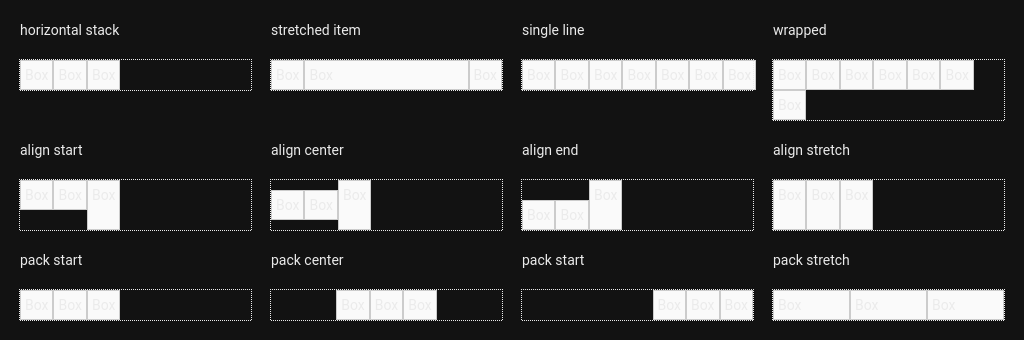 horizontal stack stretched item single line wrapped
Box Box Box Box Box Box Box Box Box Box Box Box Box Box Box Box Box Box Box
Box
align start align center align end align stretch
Box Box Box Box Box Box
Box Box Box Box Box Box
pack start pack center pack start pack stretch
Box Box Box Box Box Box Box Box Box Box Box Box